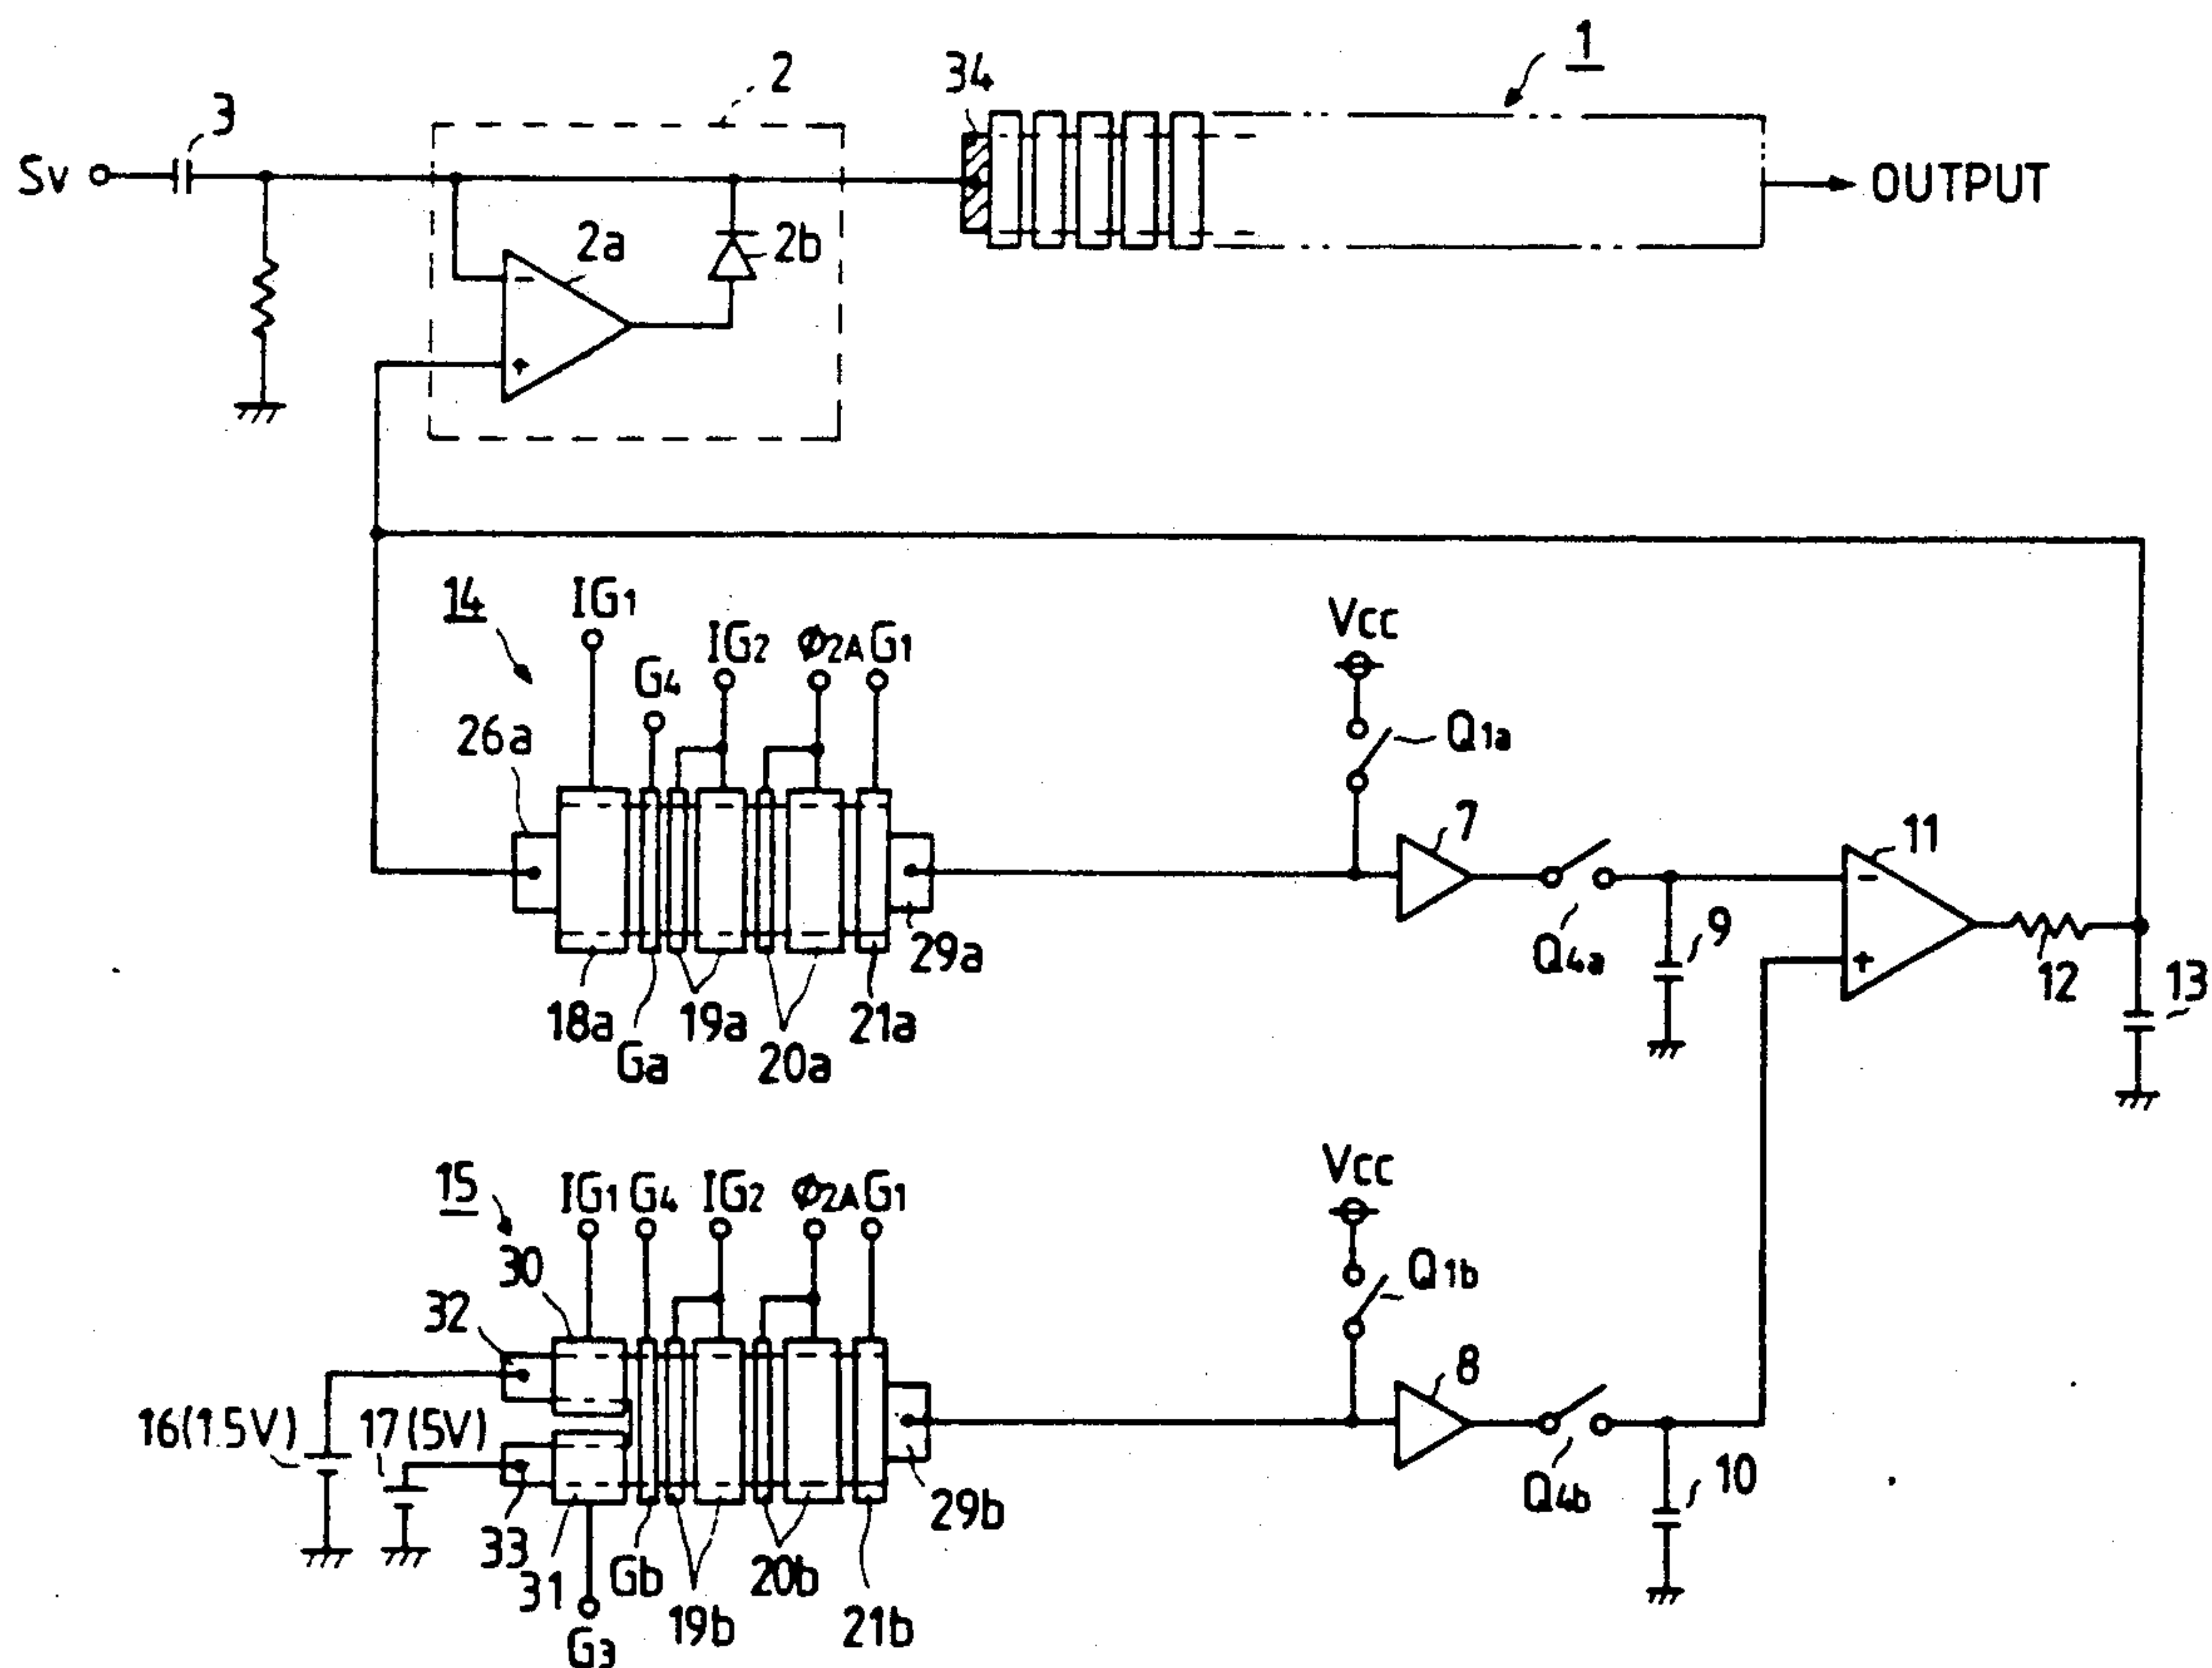 1
2
34
3
Sv
OUTPUT
2a
2b
-
+
14
IG1
IG2
Φ2A
G1
G4
26a
Vcc
Q1a
7
11
-
+
Q4a
9
12
13
29a
18a
Ga
19a
20a
21a
15
IG1
G4
IG2
Φ2A
G1
Vcc
30
32
Q1b
8
16(1.5V)
17(5V)
Q4b
10
29b
33
31
Gb
19b
20b
21b
G3